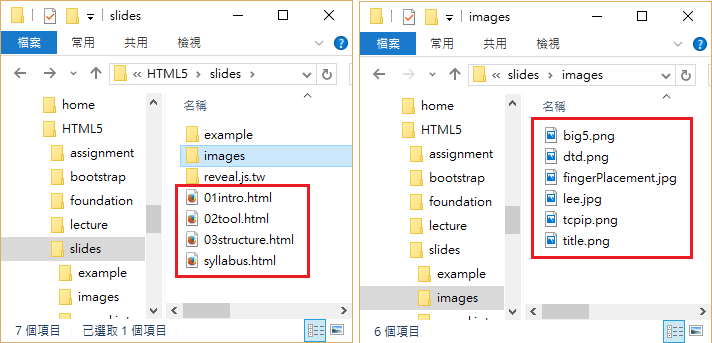 slides
檔案 常用 共用 檢視
« HTML5 › slides ›
home
HTML5
assignment
bootstrap
foundation
lecture
slides
example
images
名稱
example
images
reveal.js.tw
01intro.html
02tool.html
03structure.html
syllabus.html
7 個項目 已選取 1 個項目
images
檔案 常用 共用 檢視
« slides › images
home
HTML5
assignment
bootstrap
foundation
lecture
slides
example
images
名稱
big5.png
dtd.png
fingerPlacement.jpg
lee.jpg
tcpip.png
title.png
6 個項目